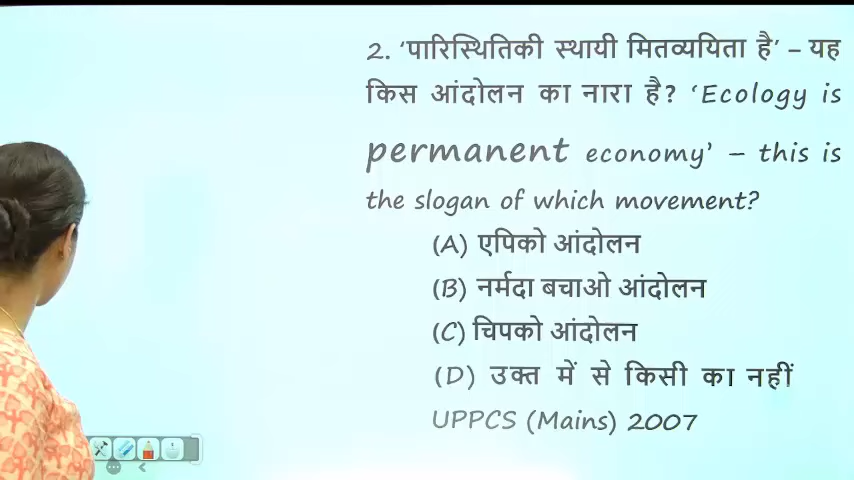 2. ‘पारिस्थितिकी स्थायी मितव्ययिता है’ – यह
किस आंदोलन का नारा है? ‘Ecology is
permanent economy’ – this is
the slogan of which movement?
(A) एपिको आंदोलन
(B) नर्मदा बचाओ आंदोलन
(C) चिपको आंदोलन
(D) उक्त में से किसी का नहीं
UPPCS (Mains) 2007